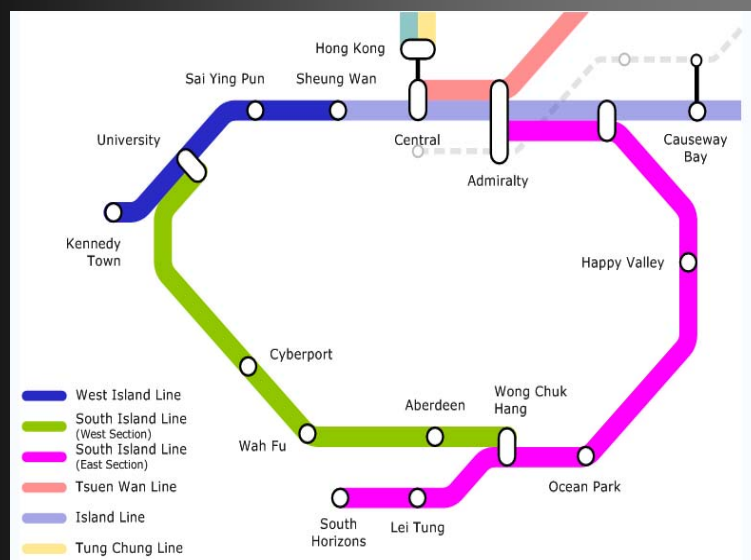 Hong Kong
Sai Ying Pun
Sheung Wan
University
Central
Causeway
Bay
Admiralty
Kennedy
Town
Happy Valley
Cyberport
West Island Line
South Island Line
(West Section)
South Island Line
(East Section)
Tsuen Wan Line
Island Line
Tung Chung Line
Aberdeen
Wong Chuk
Hang
Wah Fu
Ocean Park
South
Horizons
Lei Tung